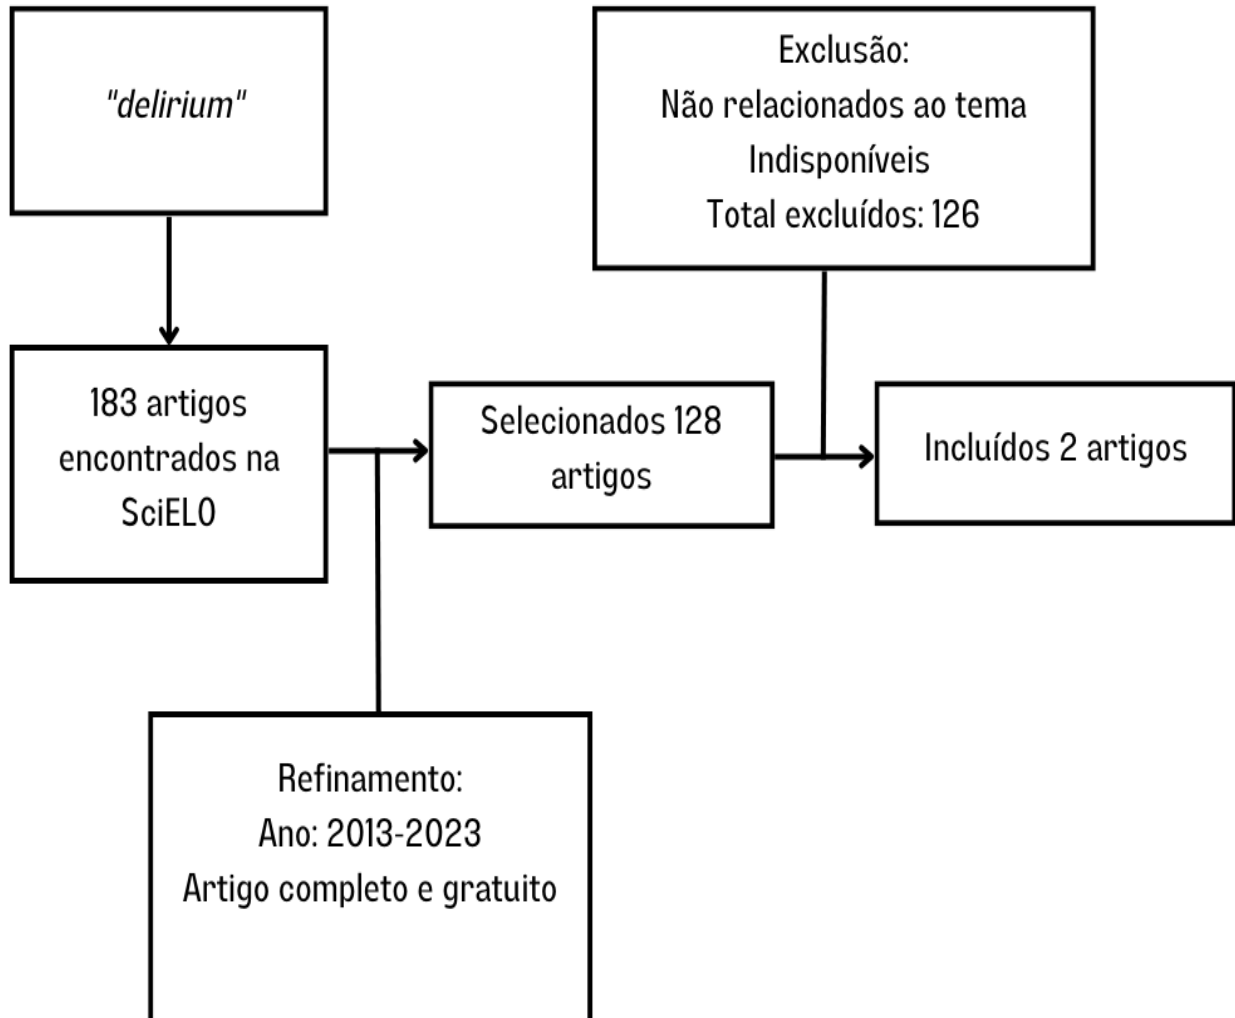 "delirium"
Exclusão:
Não relacionados ao tema
Indisponíveis
Total excluídos: 126
183 artigos
encontrados na
SciELO
Selecionados 128
artigos
Incluídos 2 artigos
Refinamento:
Ano: 2013-2023
Artigo completo e gratuito